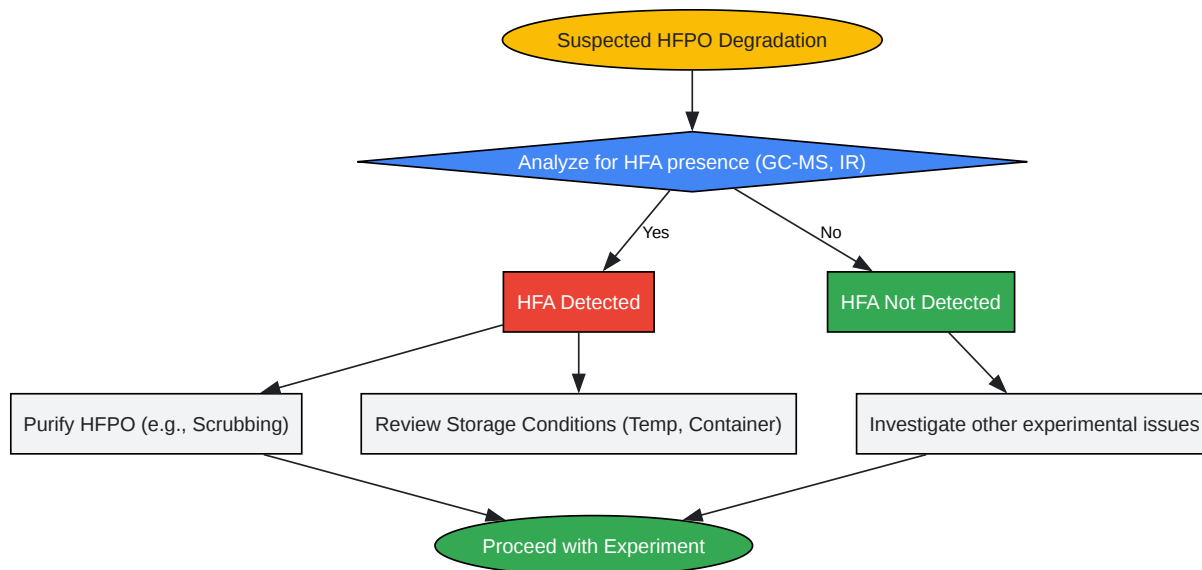 Suspected HFPO Degradation
Analyze for HFA presence (GC-MS, IR)
Yes
No
HFA Detected
HFA Not Detected
Purify HFPO (e.g., Scrubbing)
Review Storage Conditions (Temp, Container)
Investigate other experimental issues
Proceed with Experiment